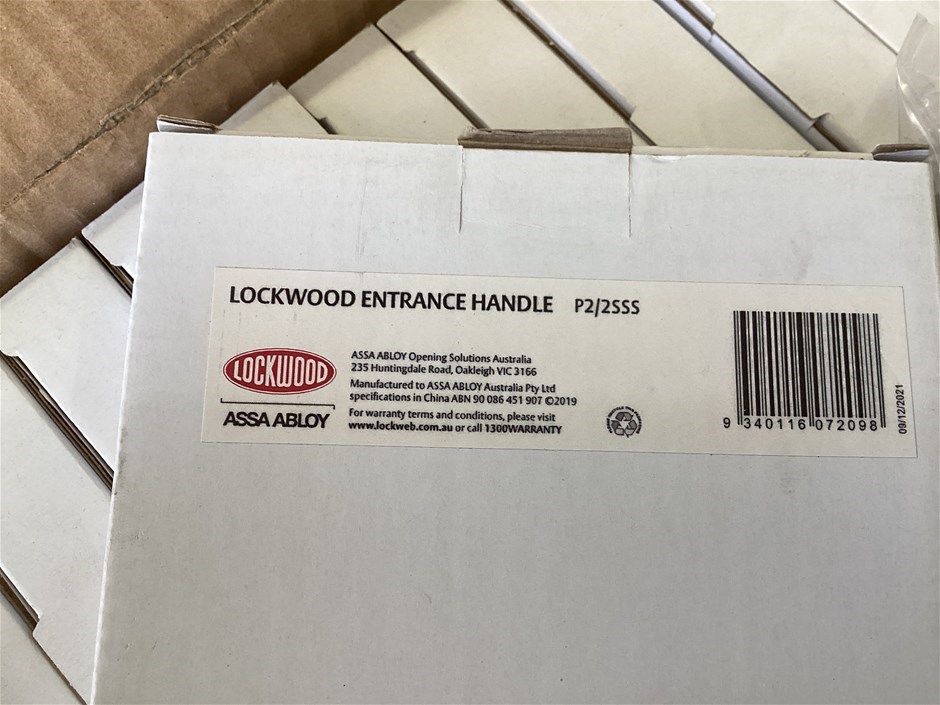 LOCKWOOD ENTRANCE HANDLE P2/2SSS
LOCKWOOD
ASSA ABLOY
ASSA ABLOY Opening Solutions Australia
235 Huntingdale Road, Oakleigh VIC 3166
Manufactured to ASSA ABLOY Australia Pty Ltd
specifications in China ABN 90 086 451 907 ©2019
For warranty terms and conditions, please visit
www.lockweb.com.au or call 1300WARRANTY
9 340116 072098
09/12/2021